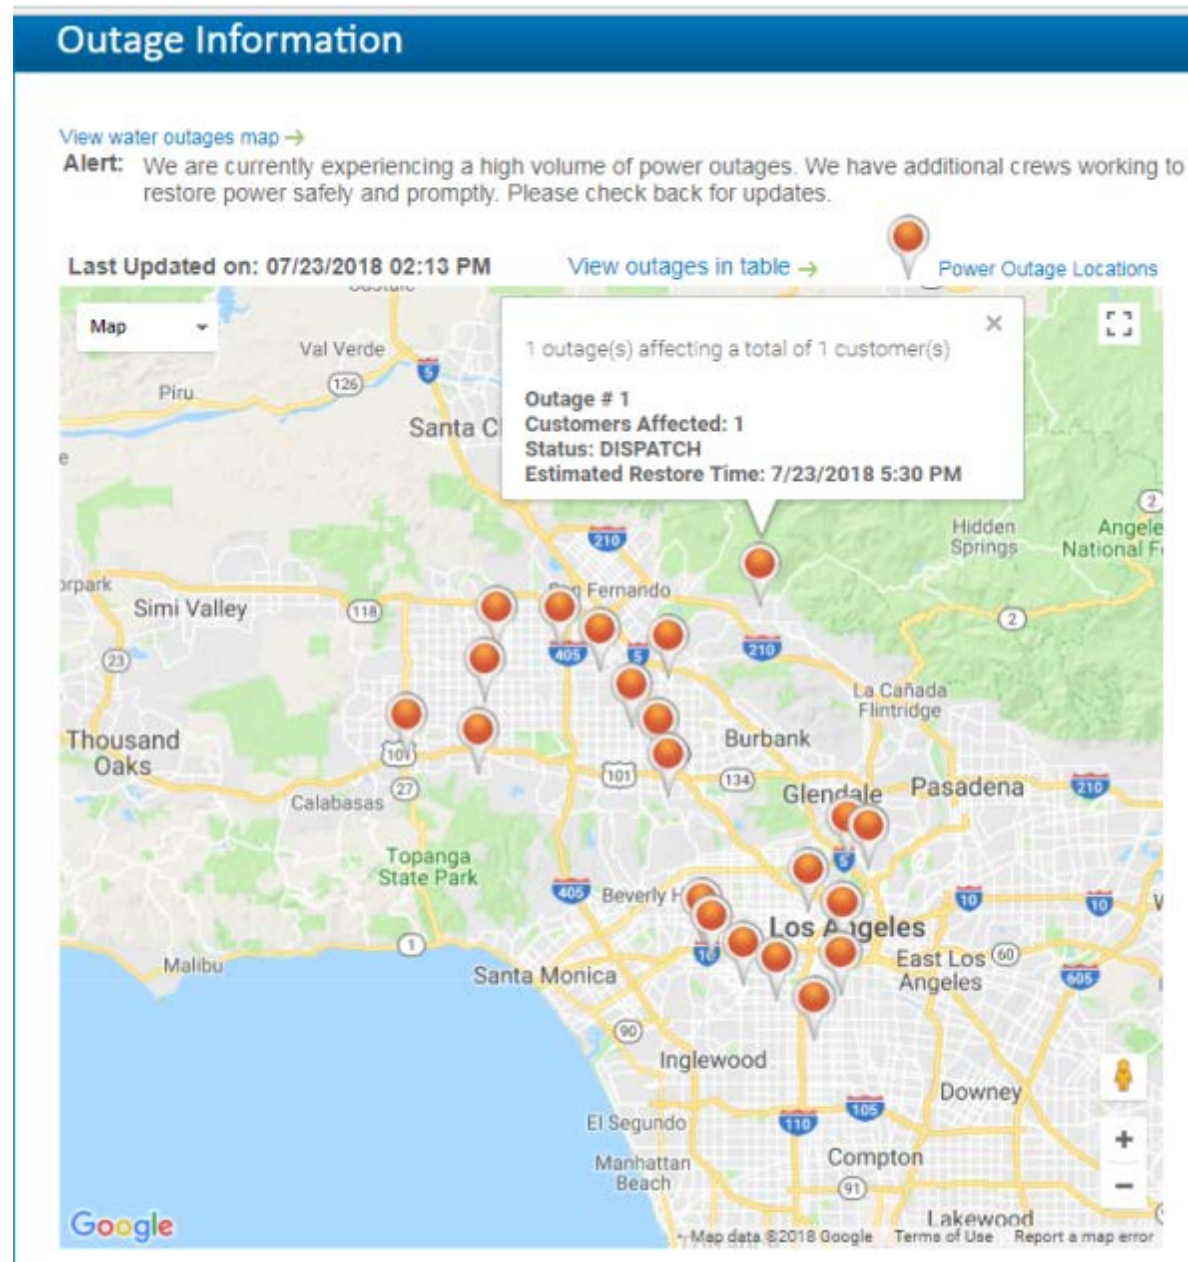 Outage Information
View water outages map
Alert: We are currently experiencing a high volume of power outages. We have additional crews working to
restore power safely and promptly. Please check back for updates.
Last Updated on: 07/23/2018 02:13 PM
View outages in table
Power Outage Locations
Map
1 outage(s) affecting a total of 1 customer(s)
Outage # 1
Customers Affected: 1
Status: DISPATCH
Estimated Restore Time: 7/23/2018 5:30 PM
Val Verde
5
126
Piru
Santa C
2
Hidden
Springs
Angele
National F
210
Fernando
orpark
Simi Valley
118
2
405
5
210
23
La Cañada
Flintridge
Thousand
Oaks
101
Burbank
101
134
Calabasas
27
Glendale
Pasadena
210
Topanga
State Park
5
405
Beverly H
10
10
Los Angeles
1
10
East Los
Angeles
60
Malibu
Santa Monica
605
90
Inglewood
Downey
105
El Segundo
110
Manhattan
Beach
Compton
91
Lakewood
Google
Map data ©2018 Google
Terms of Use
Report a map error